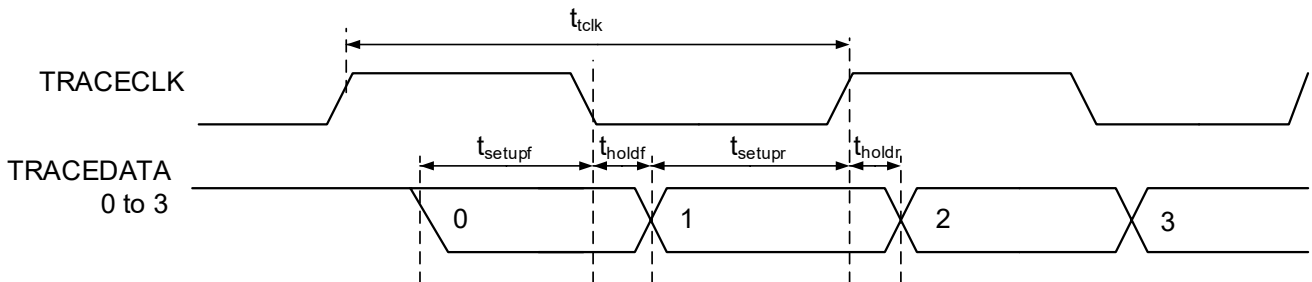 t_tclk
TRACECLK
t_setupf t_holdf t_setupr t_holdr
TRACEDATA
0 to 3
0 1 2 3